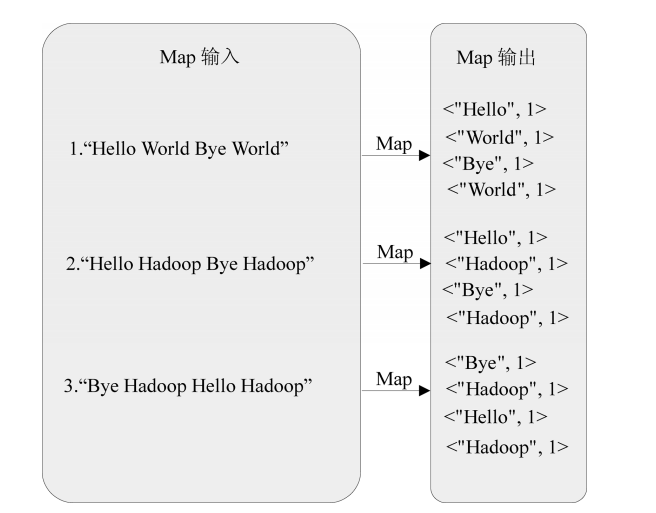 Map 输入
Map 输出
1.“Hello World Bye World”
Map
<"Hello", 1>
<"World", 1>
<"Bye", 1>
<"World", 1>
2.“Hello Hadoop Bye Hadoop”
Map
<"Hello", 1>
<"Hadoop", 1>
<"Bye", 1>
<"Hadoop", 1>
3.“Bye Hadoop Hello Hadoop”
Map
<"Bye", 1>
<"Hadoop", 1>
<"Hello", 1>
<"Hadoop", 1>